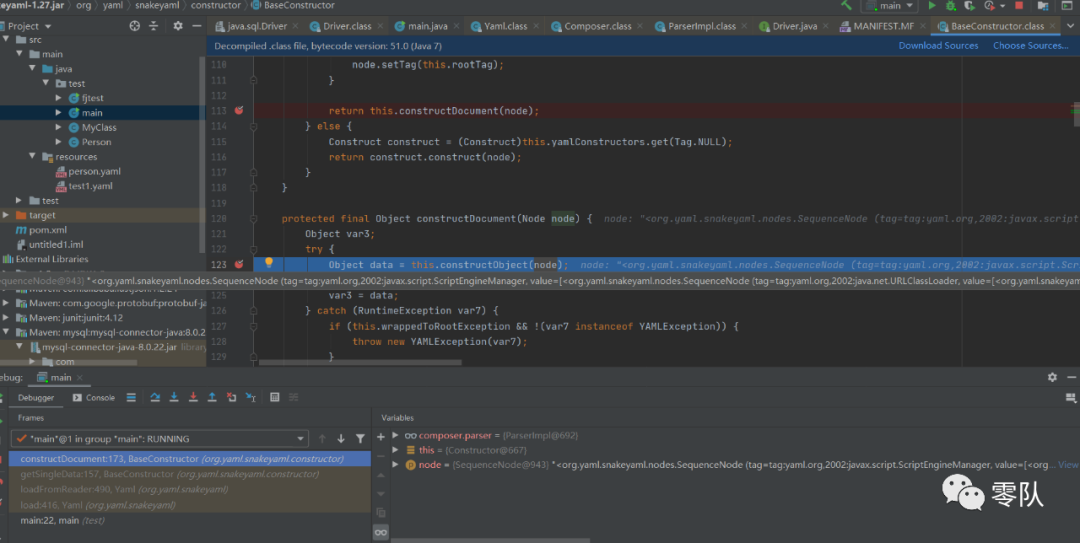 eyaml-1.27.jar org yaml snakeyaml constructor BaseConstructor
main
Project
java.sql.Driver Driver.class main.java Yaml.class Composer.class ParserImpl.class Driver.java MANIFEST.MF BaseConstructor.class
Decompiled .class file, bytecode version: 51.0 (Java 7) Download Sources Choose Sources...
src
main
java
test
fjtest
main
MyClass
Person
resources
person.yaml
test1.yaml
test
target
pom.xml
untitled1.iml
External Libraries
110 node.setTag(this.rootTag);
111 }
112
113 return this.constructDocument(node);
114 } else {
115 Construct construct = (Construct)this.yamlConstructors.get(Tag.NULL);
116 return construct.construct(node);
117 }
118 }
120 protected final Object constructDocument(Node node) { node: "<org.yaml.snakeyaml.nodes.SequenceNode (tag=tag:yaml.org,2002:javax.script
121 Object var3;
122 try {
123 Object data = this.constructObject(node); node: "<org.yaml.snakeyaml.nodes.SequenceNode (tag=tag:yaml.org,2002:javax.script.Scr
equenceNode@943} "<org.yaml.snakeyaml.nodes.SequenceNode (tag=tag:yaml.org,2002:javax.script.ScriptEngineManager, value=[<org.yaml.snakeyaml.nodes.SequenceNode (tag=tag:yaml.org,2002:java.net.URLClassLoader, value=[<org.yaml.snakeyaml
Maven: com.google.protobuf:protobuf-j
Maven: junit:junit:4.12
Maven: mysql:mysql-connector-java:8.0.2
mysql-connector-java-8.0.22.jar library
com
125 var3 = data;
126 } catch (RuntimeException var7) {
127 if (this.wrappedToRootException && !(var7 instanceof YAMLException)) {
128 throw new YAMLException(var7);
129 }
ebug: main
Debugger Console
Frames
"main"@1 in group "main": RUNNING
constructDocument:173, BaseConstructor (org.yaml.snakeyaml.constructor)
getSingleData:157, BaseConstructor (org.yaml.snakeyaml.constructor)
loadFromReader:490, Yaml (org.yaml.snakeyaml)
load:416, Yaml (org.yaml.snakeyaml)
main:22, main (test)
Variables
composer.parser = {ParserImpl@692}
this = {Constructor@667}
node = {SequenceNode@943} "<org.yaml.snakeyaml.nodes.SequenceNode (tag=tag:yaml.org,2002:javax.script.ScriptEngineManager, value=[<org... View
零队